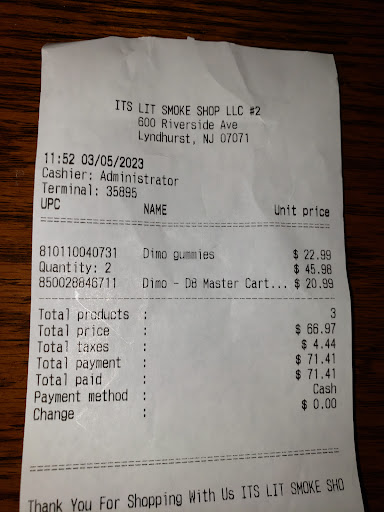 ITS LIT SMOKE SHOP LLC #2
600 Riverside Ave
Lyndhurst, NJ 07071
11:52 03/05/2023
Cashier: Administrator
Terminal: 35895
UPC NAME Unit price
810110040731 Dimo gummies $ 22.99
Quantity: 2 $ 45.98
850028846711 Dimo - D8 Master Cart... $ 20.99
Total products : 3
Total price : $ 66.97
Total taxes : $ 4.44
Total payment : $ 71.41
Total paid : $ 71.41
Payment method : Cash
Change : $ 0.00
Thank You For Shopping With Us ITS LIT SMOKE SHO